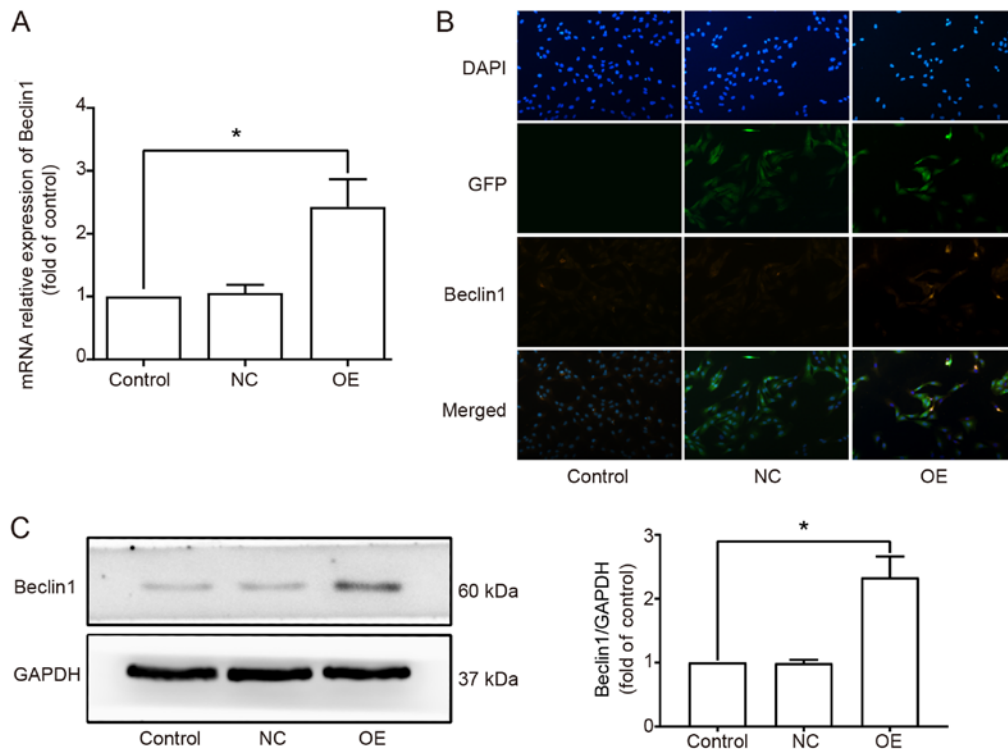 A
mRNA relative expression of Beclin1
(fold of control)
4
3
2
1
0
*
Control NC OE
B
DAPI
GFP
Beclin1
Merged
Control NC OE
C
Beclin1
60 kDa
GAPDH
37 kDa
Control NC OE
Beclin1/GAPDH
(fold of control)
3
2
1
0
*
Control NC OE